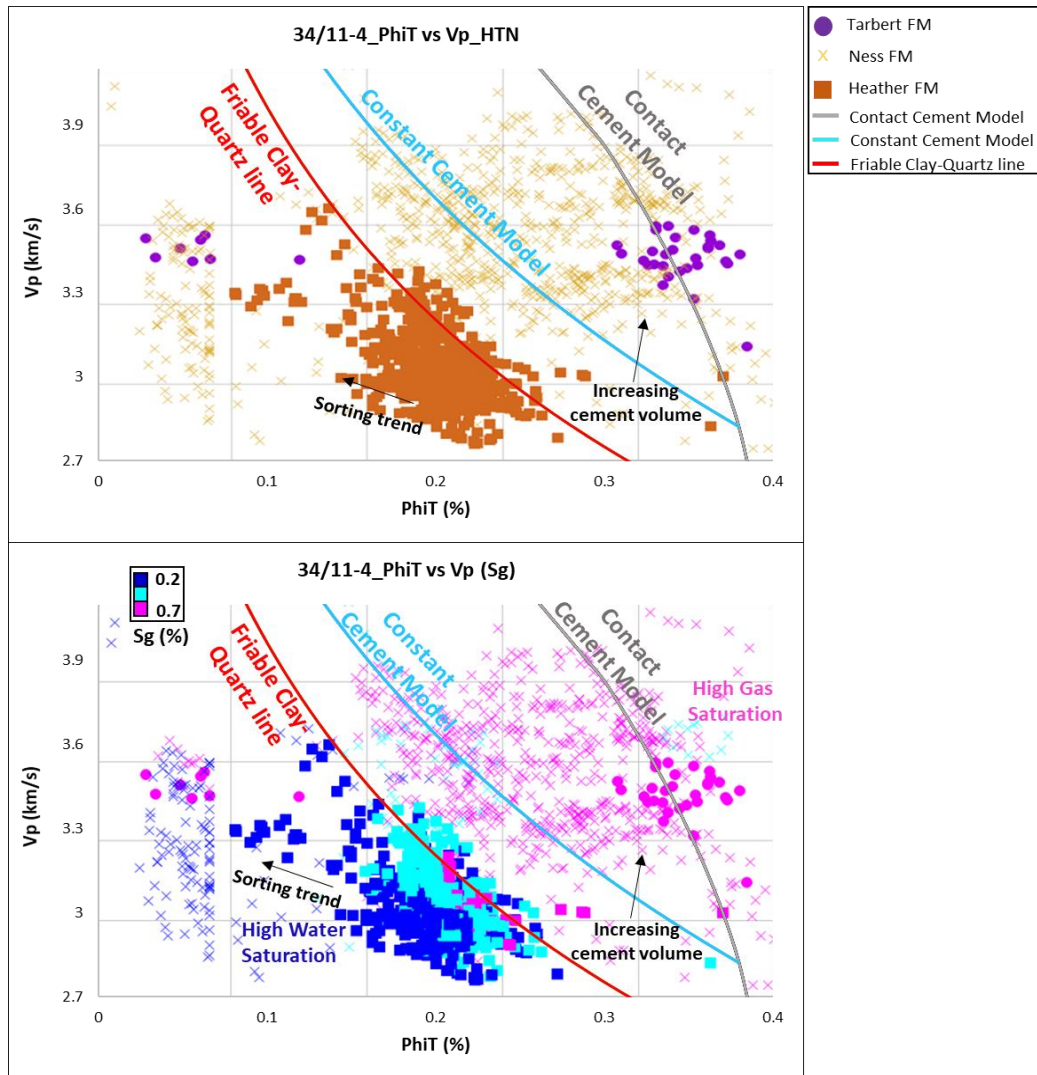 34/11-4_PhiT vs Vp_HTN
Friable Clay-
Quartz line
Constant Cement Model
Contact
Cement Model
3.9
3.6
3.3
3
2.7
Vp (km/s)
Sorting trend
Increasing
cement volume
0
0.1
0.2
0.3
0.4
PhiT (%)
Tarbert FM
Ness FM
Heather FM
Contact Cement Model
Constant Cement Model
Friable Clay-Quartz line
34/11-4_PhiT vs Vp (Sg)
0.2
0.7
Sg (%)
Friable Clay-
Quartz line
Constant
Cement Model
Contact
Cement Model
High Gas
Saturation
3.9
3.6
3.3
3
2.7
Vp (km/s)
Sorting trend
High Water
Saturation
Increasing
cement volume
0
0.1
0.2
0.3
0.4
PhiT (%)